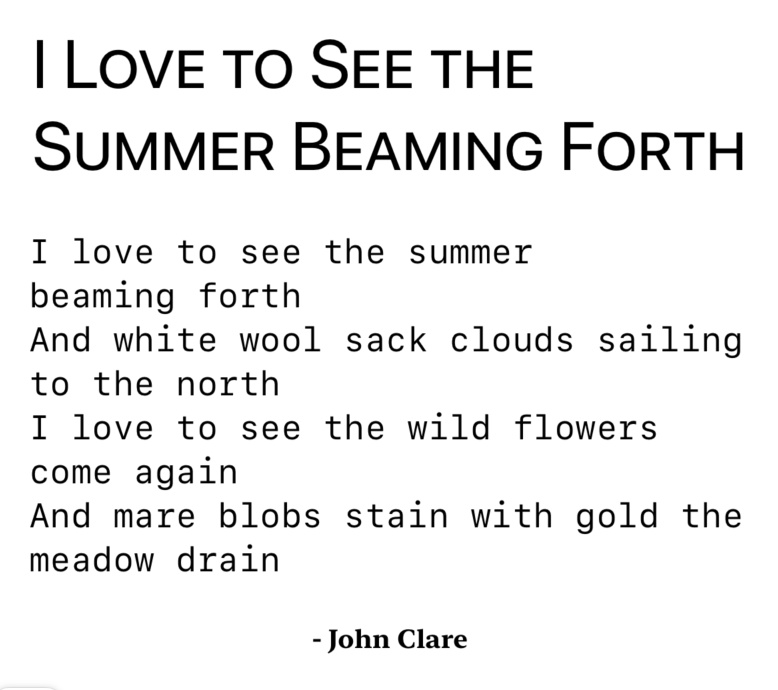 I LOVE TO SEE THE
SUMMER BEAMING FORTH
I love to see the summer
beaming forth
And white wool sack clouds sailing
to the north
I love to see the wild flowers
come again
And mare blobs stain with gold the
meadow drain
- John Clare